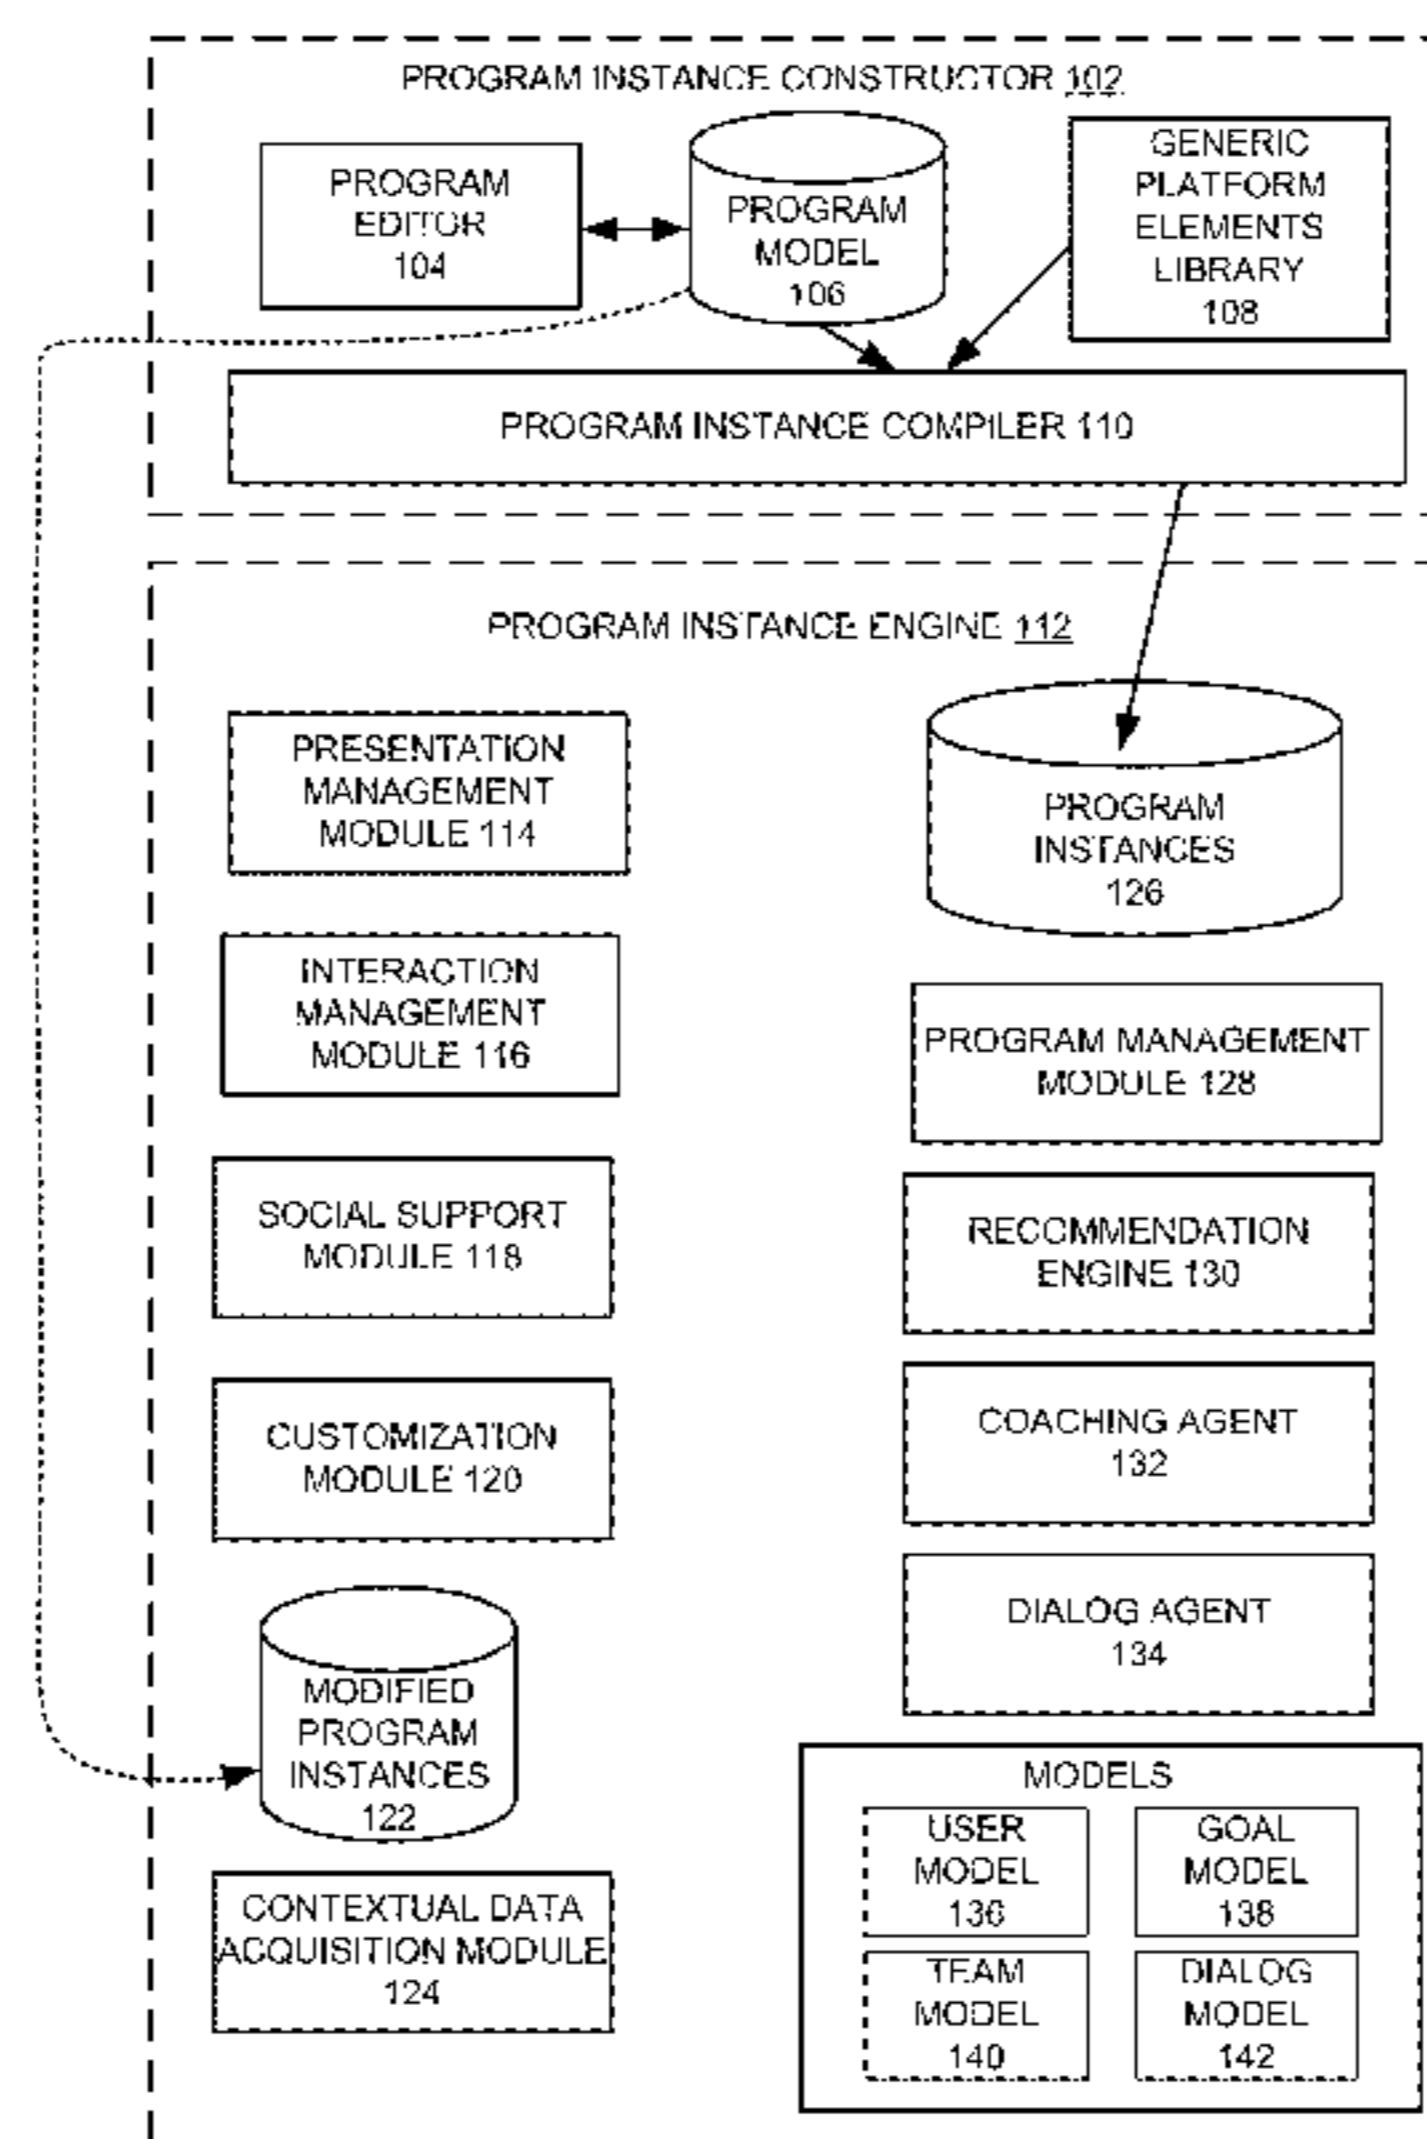 PROGRAM INSTANCE CONSTRUCTOR 102
PROGRAM
EDITOR
104
PROGRAM
MODEL
106
GENERIC
PLATFORM
ELEMENTS
LIBRARY
108
PROGRAM INSTANCE COMPILER 110
PROGRAM INSTANCE ENGINE 112
PRESENTATION
MANAGEMENT
MODULE 114
INTERACTION
MANAGEMENT
MODULE 116
SOCIAL SUPPORT
MODULE 118
CUSTOMIZATION
MODULE 120
MODIFIED
PROGRAM
INSTANCES
122
CONTEXTUAL DATA
ACQUISITION MODULE
124
PROGRAM
INSTANCES
126
PROGRAM MANAGEMENT
MODULE 128
RECOMMENDATION
ENGINE 130
COACHING AGENT
132
DIALOG AGENT
134
MODELS
USER
MODEL
136
GOAL
MODEL
138
TEAM
MODEL
140
DIALOG
MODEL
142